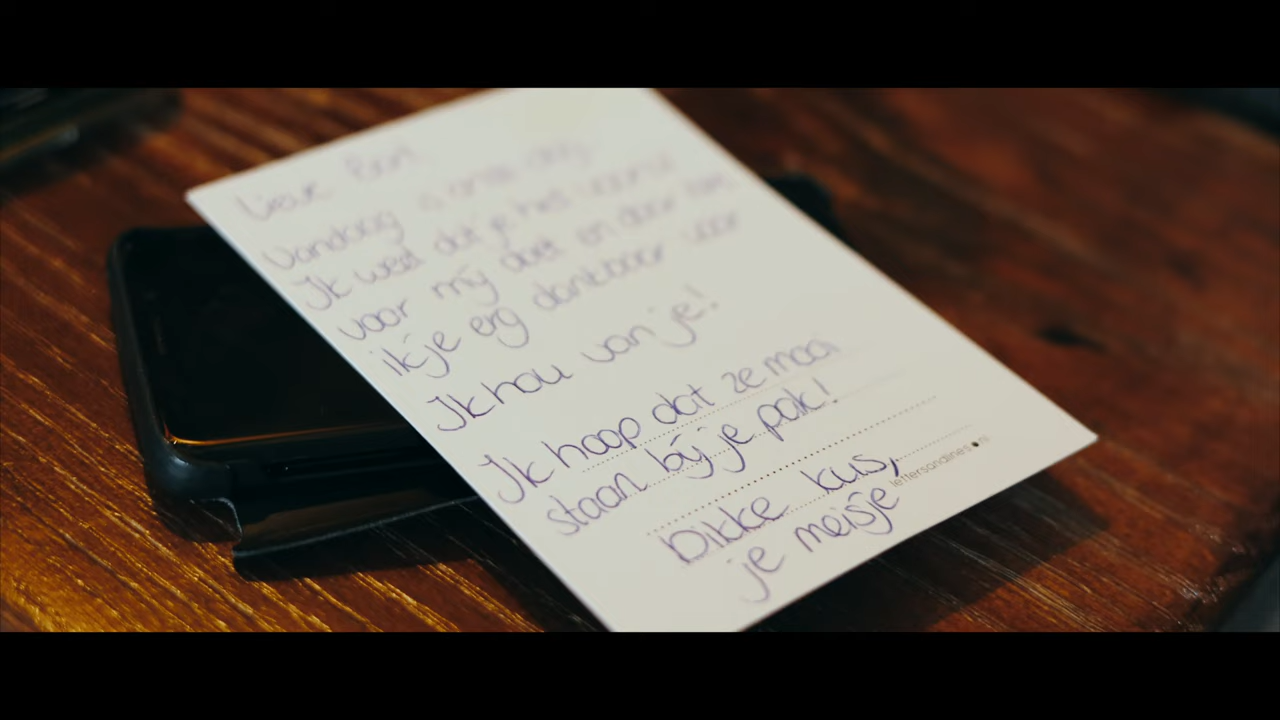 Lieve Bart
Vandaag is onze dag.
Ik weet dat je het
voor mij doet en daar ben
ik je erg dankbaar voor
Ik hou van je!
Ik hoop dat ze mooi
staan bij je pak!
Dikke kus,
je meisje
lettersandlines.nl